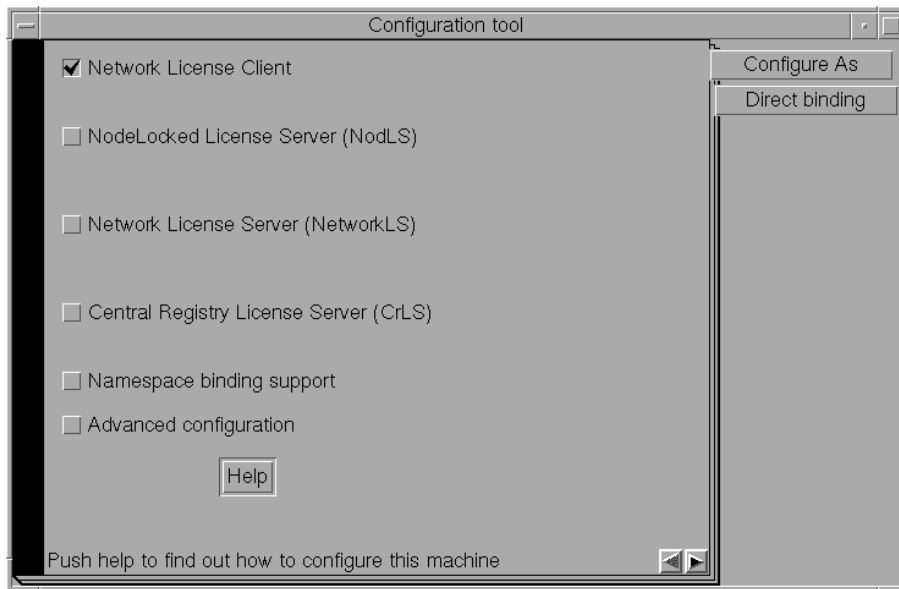 Configuration tool
Network License Client
Configure As
Direct binding
NodeLocked License Server (NodLS)
Network License Server (NetworkLS)
Central Registry License Server (CrLS)
Namespace binding support
Advanced configuration
Help
Push help to find out how to configure this machine